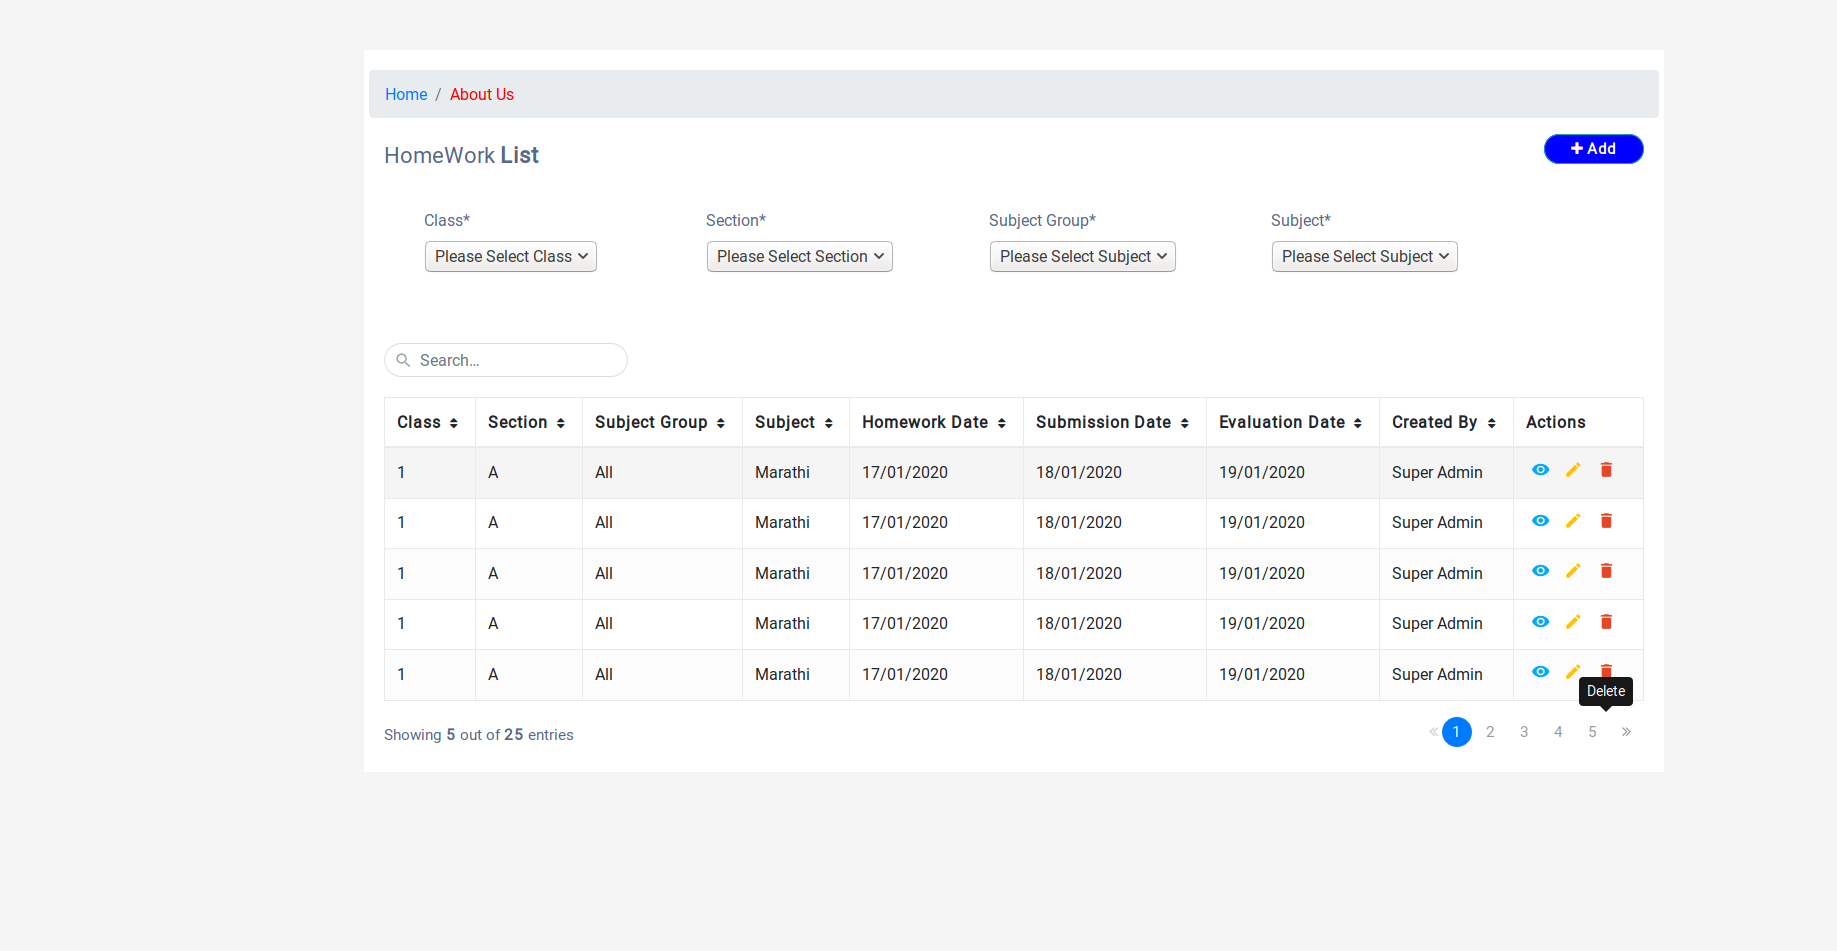 Home / About Us
HomeWork List
Add
Class* Section* Subject Group* Subject*
Please Select Class Please Select Section Please Select Subject Please Select Subject
Search...
Class Section Subject Group Subject Homework Date Submission Date Evaluation Date Created By Actions
1 A All Marathi 17/01/2020 18/01/2020 19/01/2020 Super Admin
1 A All Marathi 17/01/2020 18/01/2020 19/01/2020 Super Admin
1 A All Marathi 17/01/2020 18/01/2020 19/01/2020 Super Admin
1 A All Marathi 17/01/2020 18/01/2020 19/01/2020 Super Admin
1 A All Marathi 17/01/2020 18/01/2020 19/01/2020 Super Admin
Delete
Showing 5 out of 25 entries « 1 2 3 4 5 »